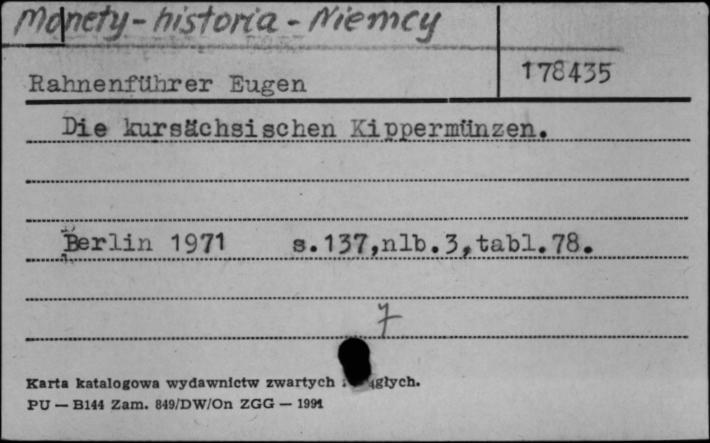 Monety - historia - Niemcy
Rahnenführer Eugen 178435
Die kursächsischen Kippermünzen.
Berlin 1971 s.137,nlb.3,tabl.78.
7
Karta katalogowa wydawnictw zwartych
PU — B144 Zam. 849/DW/On ZGG — 1991